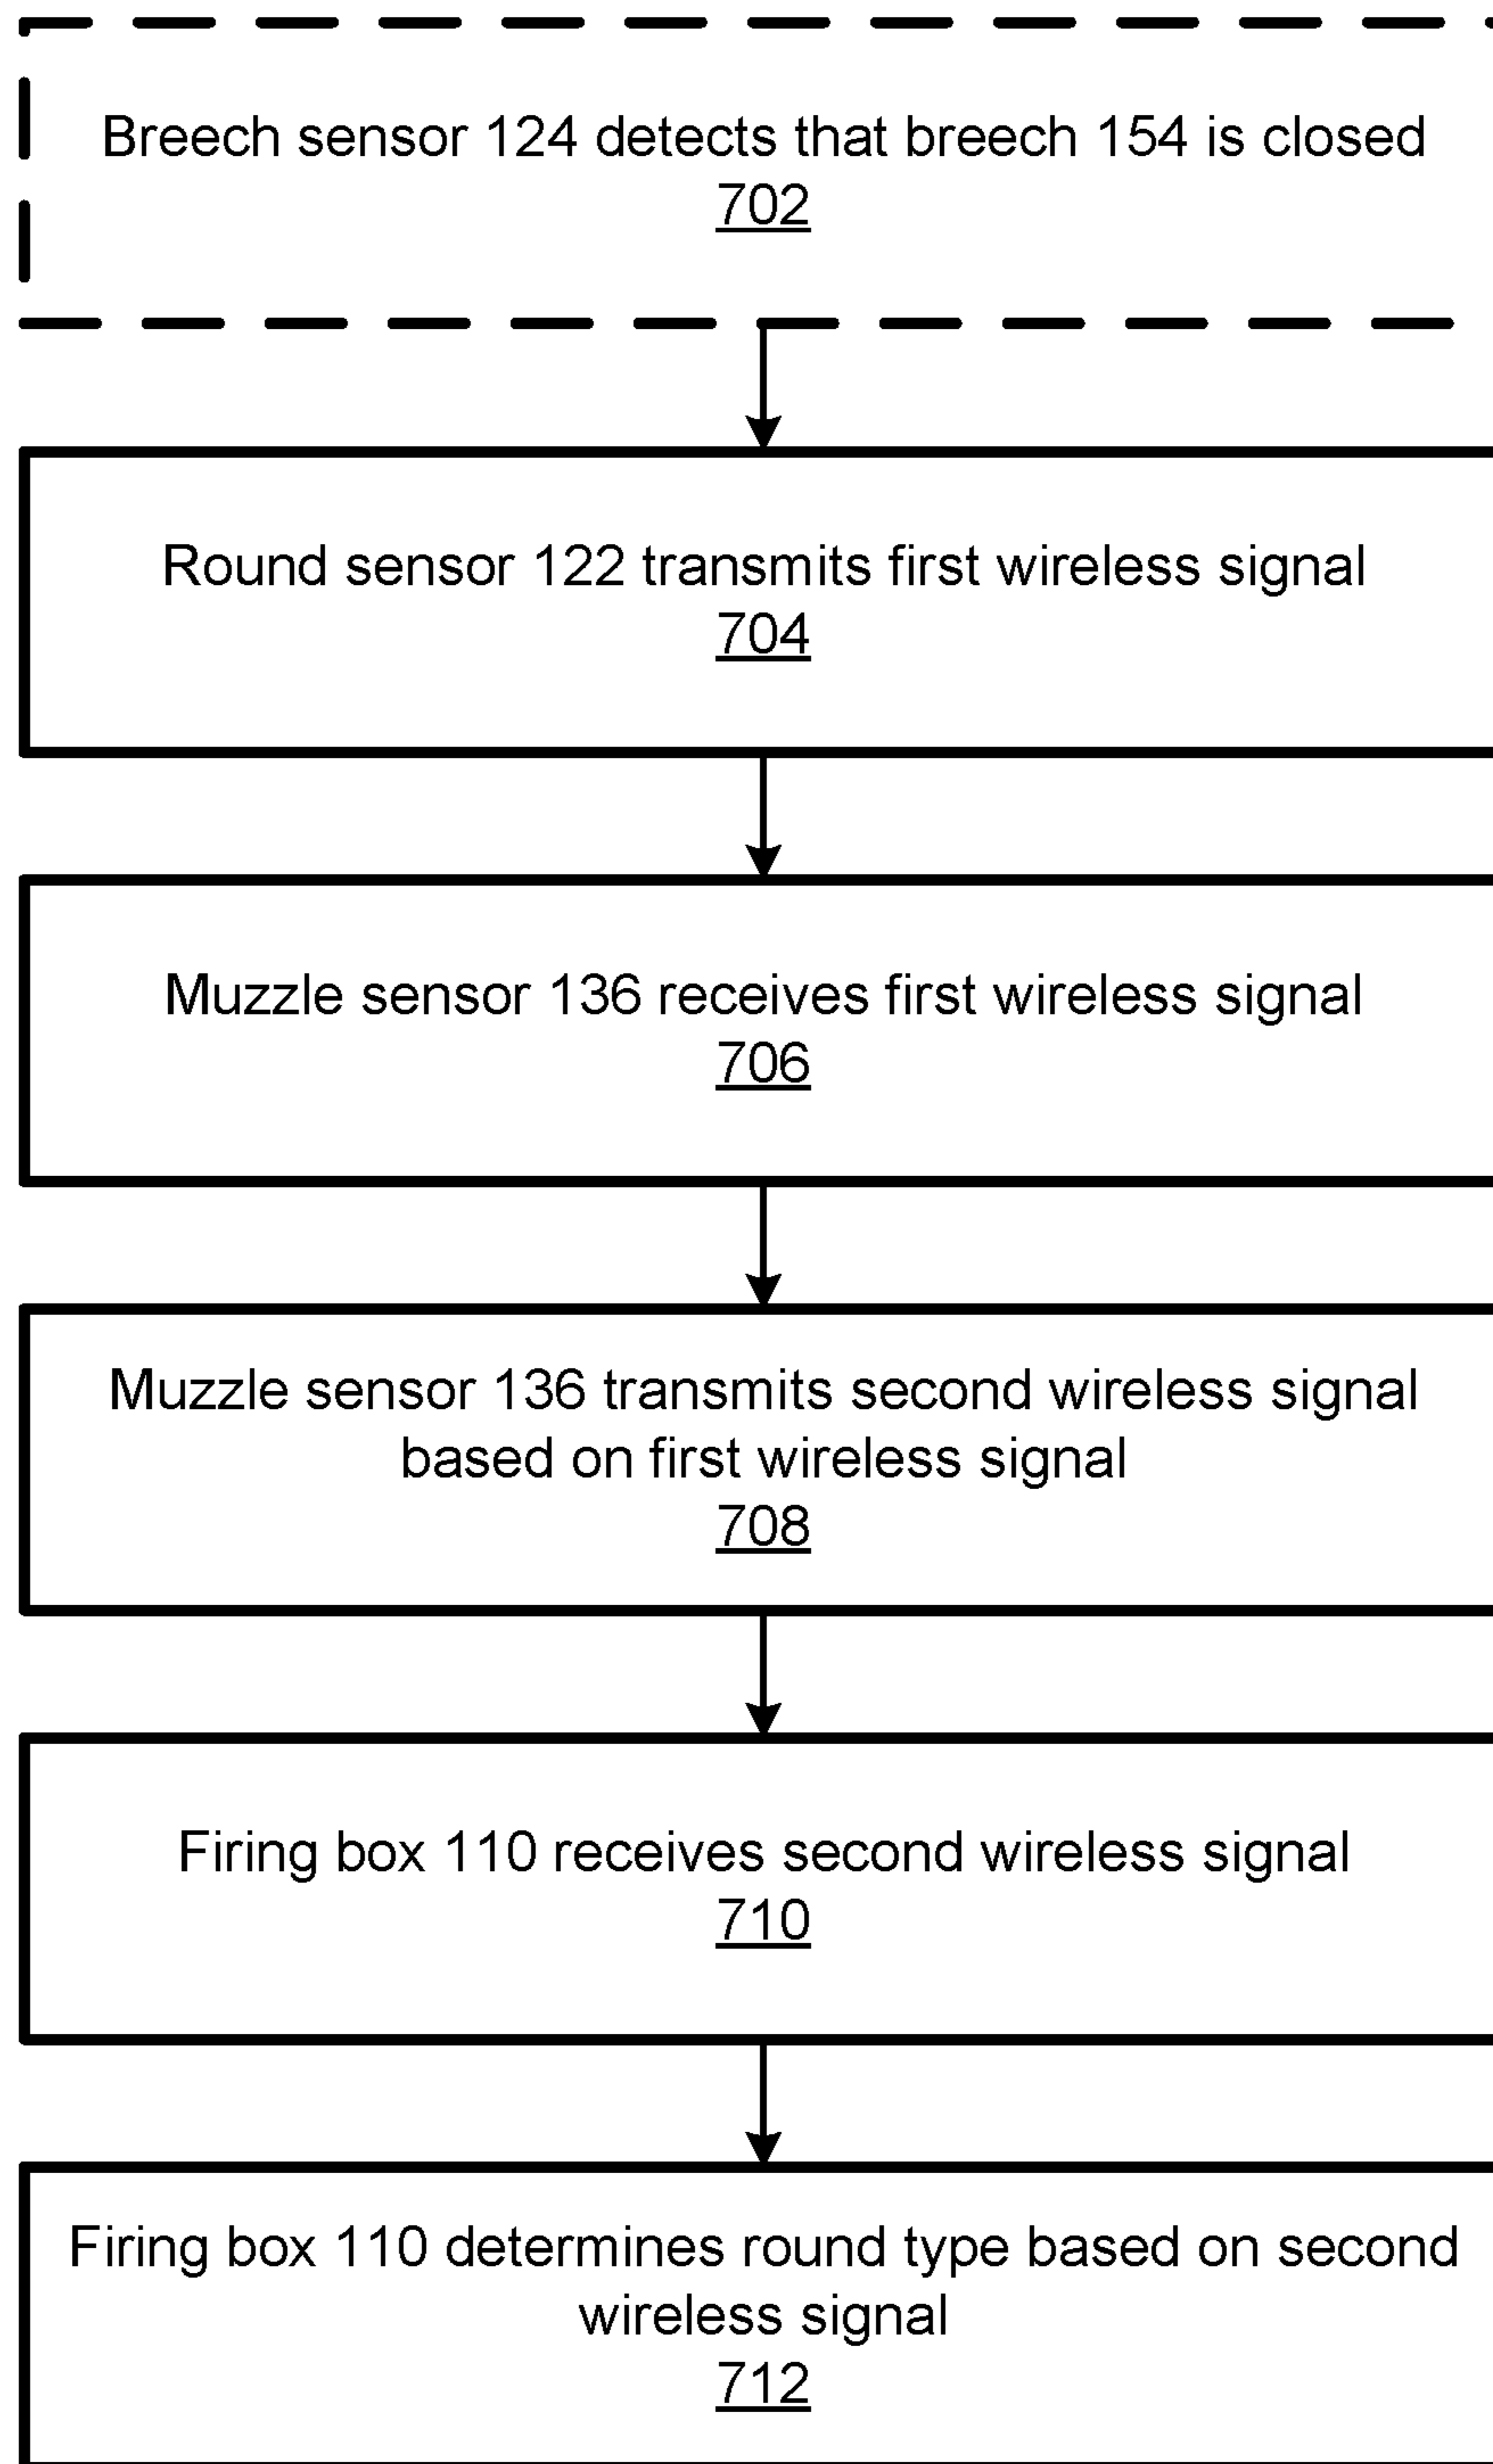 Breech sensor 124 detects that breech 154 is closed
702
Round sensor 122 transmits first wireless signal
704
Muzzle sensor 136 receives first wireless signal
706
Muzzle sensor 136 transmits second wireless signal
based on first wireless signal
708
Firing box 110 receives second wireless signal
710
Firing box 110 determines round type based on second
wireless signal
712